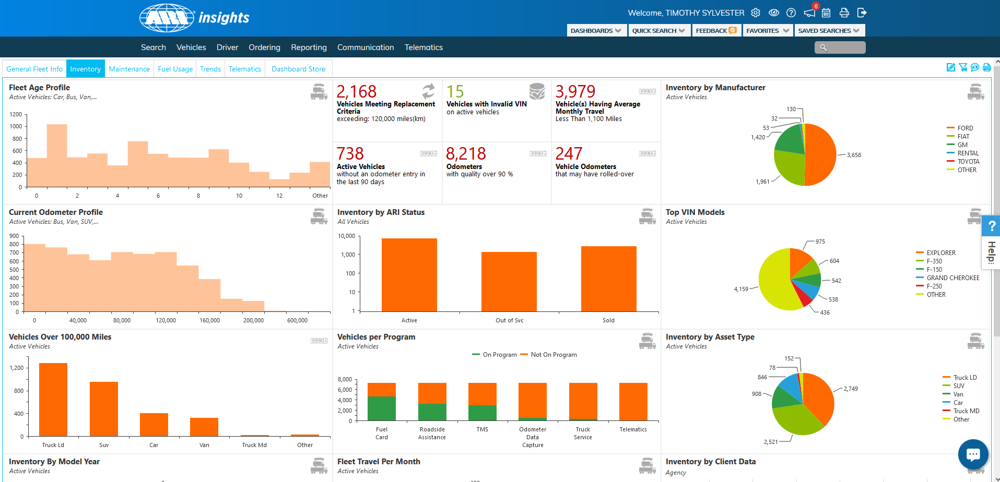 ARI insights
Welcome, TIMOTHY SYLVESTER
6
DASHBOARDS
QUICK SEARCH
FEEDBACK
FAVORITES
SAVED SEARCHES
Search Vehicles Driver Ordering Reporting Communication Telematics
General Fleet Info Inventory Maintenance Fuel Usage Trends Telematics Dashboard Store
PDF
Fleet Age Profile
Active Vehicles: Car, Bus, Van,...
1200
1000
800
600
400
200
0
0 2 4 6 8 10 12 Other
2,168
Vehicles Meeting Replacement
Criteria
exceeding: 120,000 miles(km)
15
Vehicles with Invalid VIN
on active vehicles
3,979
39907
Vehicle(s) Having Average
Monthly Travel
Less Than 1,100 Miles
738
39907
Active Vehicles
without an odometer entry in
the last 90 days
8,218
39907
Odometers
with quality over 90 %
247
39907
Vehicle Odometers
that may have rolled-over
Inventory by Manufacturer
Active Vehicles
130
32
53
1,420
3,658
1,961
FORD
FIAT
GM
RENTAL
TOYOTA
OTHER
Current Odometer Profile
Active Vehicles: Bus, Van, SUV,...
900
800
700
600
500
400
300
200
100
0
0 40,000 80,000 120,000 160,000 200,000 600,000
Inventory by ARI Status
All Vehicles
10,000
1,000
100
10
1
Active Out of Svc Sold
Top VIN Models
Active Vehicles
975
604
542
538
436
4,159
EXPLORER
F-350
F-150
GRAND CHEROKEE
F-250
OTHER
?
Help
Vehicles Over 100,000 Miles
Active Vehicles
39907
1,200
800
400
0
Truck Ld Suv Car Van Truck Md Other
Vehicles per Program
Active Vehicles
On Program Not On Program
8,000
6,000
4,000
2,000
0
Fuel
Card
Roadside
Assistance
TMS
Odometer
Data
Capture
Truck
Service
Telematics
Inventory by Asset Type
Active Vehicles
152
78
846
908
2,749
2,521
Truck LD
SUV
Van
Car
Truck MD
Other
Inventory By Model Year
Active Vehicles
Fleet Travel Per Month
Active Vehicles
Inventory by Client Data
Agency